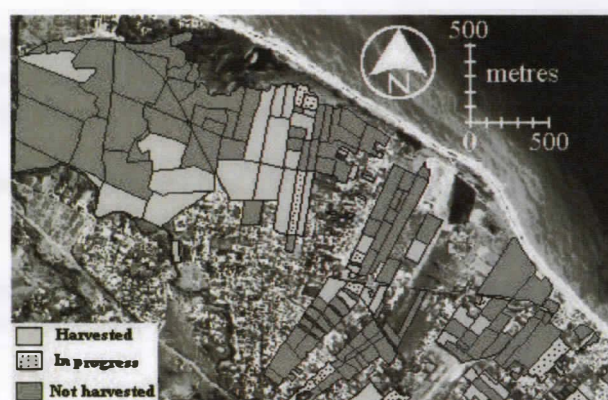 500
metres
N
0 500
Harvested
In progress
Not harvested